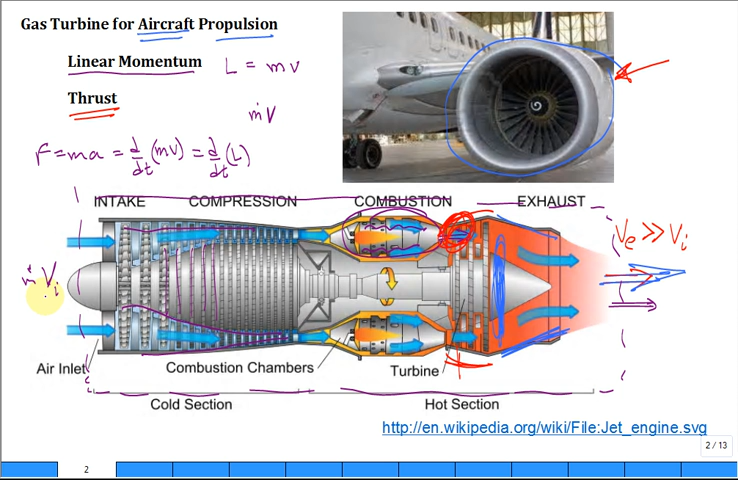 Gas Turbine for Aircraft Propulsion
Linear Momentum L = mv
Thrust
ṁV
F = ma = d/dt (mv) = d/dt (L)
INTAKE COMPRESSION COMBUSTION EXHAUST
Ve >> Vi
ṁ Vi
Air Inlet
Combustion Chambers
Turbine
Cold Section
Hot Section
http://en.wikipedia.org/wiki/File:Jet_engine.svg
2 / 13
2